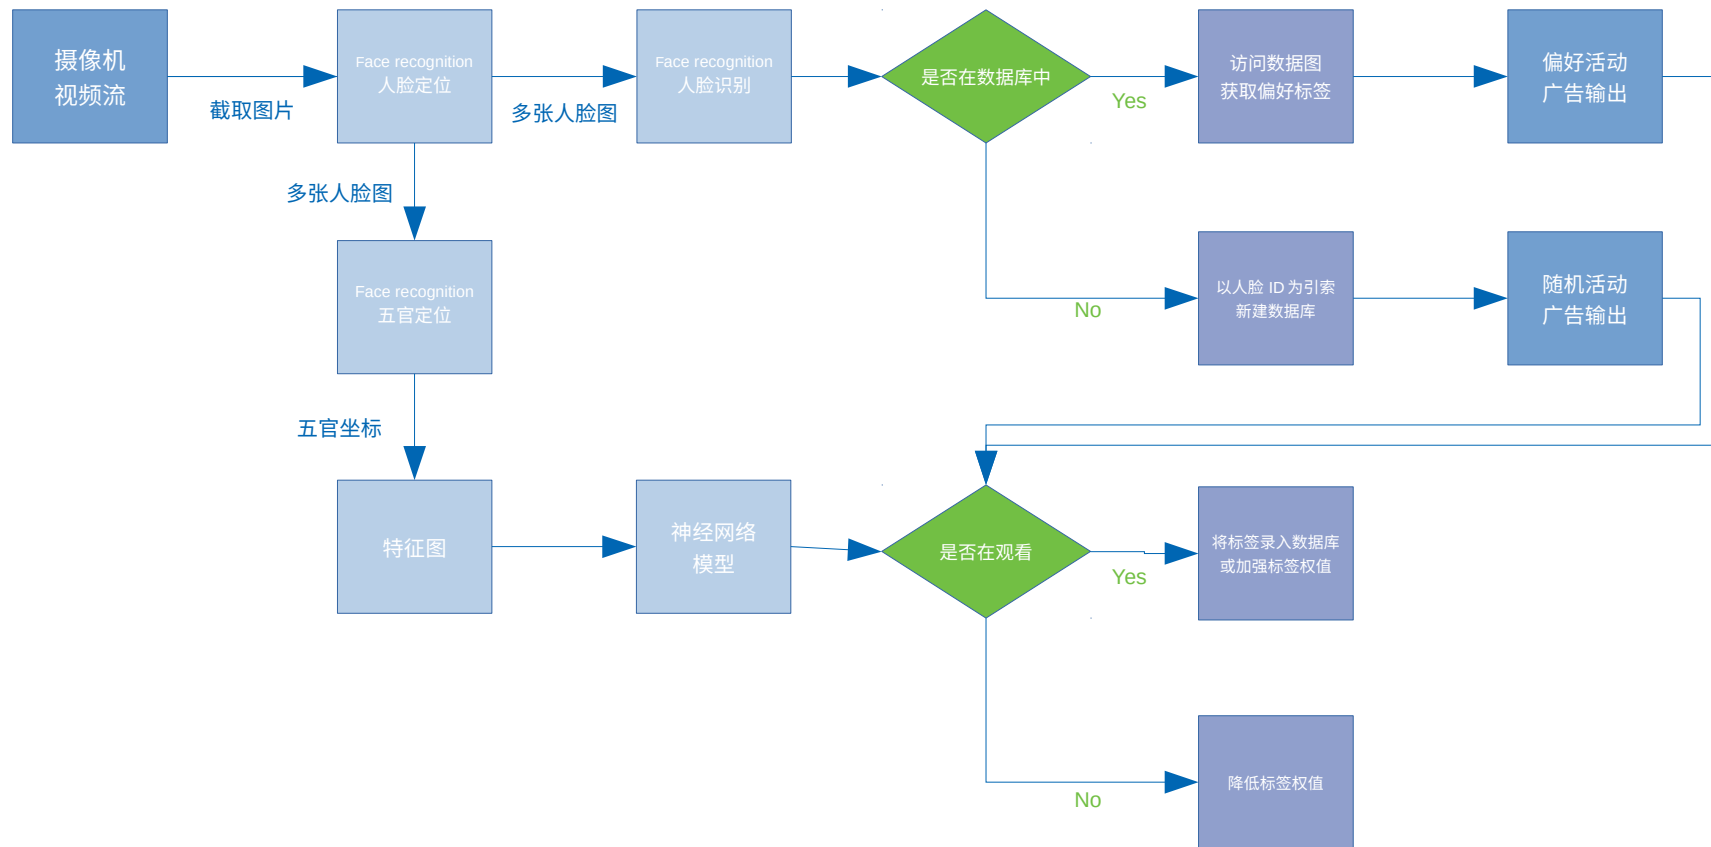 摄像机
视频流
截取图片
Face recognition
人脸定位
多张人脸图
Face recognition
人脸识别
是否在数据库中
Yes
访问数据图
获取偏好标签
偏好活动
广告输出
多张人脸图
Face recognition
五官定位
No
以人脸 ID 为引索
新建数据库
随机活动
广告输出
五官坐标
特征图
神经网络
模型
是否在观看
Yes
将标签录入数据库
或加强标签权值
No
降低标签权值